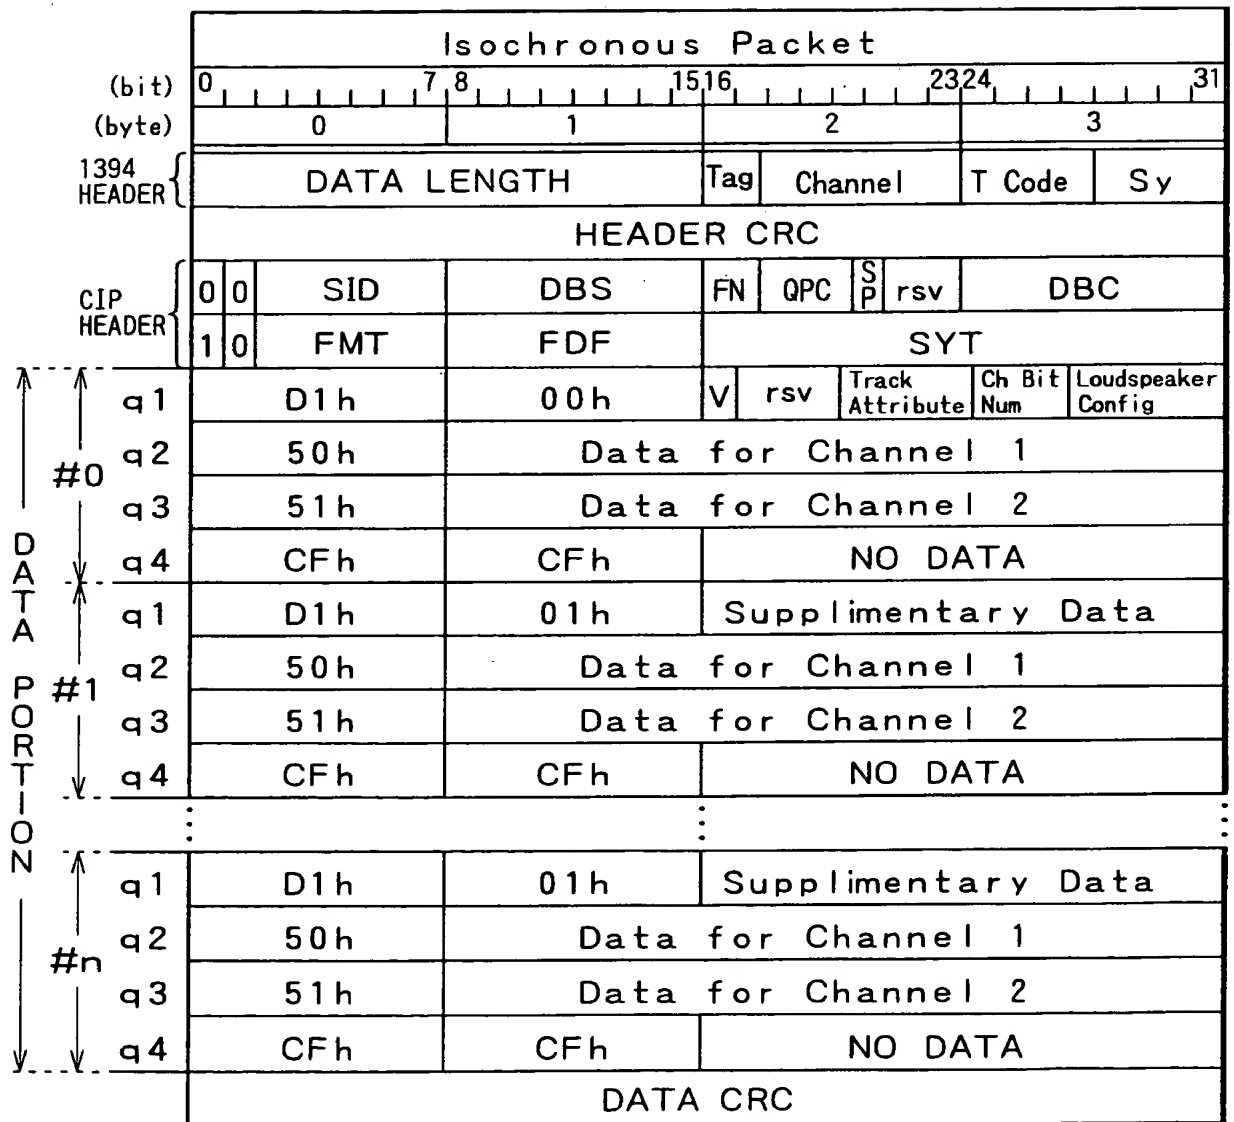 Isochronous Packet
(bit) 0 7 8 15 16 23 24 31
(byte) 0 1 2 3
1394 HEADER DATA LENGTH Tag Channel T Code Sy
HEADER CRC
CIP HEADER 0 0 SID DBS FN QPC SP rsv DBC
1 0 FMT FDF SYT
DATA PORTION
#0 q1 D1h 00h V rsv Track Attribute Ch Bit Num Loudspeaker Config
q2 50h Data for Channel 1
q3 51h Data for Channel 2
q4 CFh CFh NO DATA
#1 q1 D1h 01h Supplimentary Data
q2 50h Data for Channel 1
q3 51h Data for Channel 2
q4 CFh CFh NO DATA
#n q1 D1h 01h Supplimentary Data
q2 50h Data for Channel 1
q3 51h Data for Channel 2
q4 CFh CFh NO DATA
DATA CRC